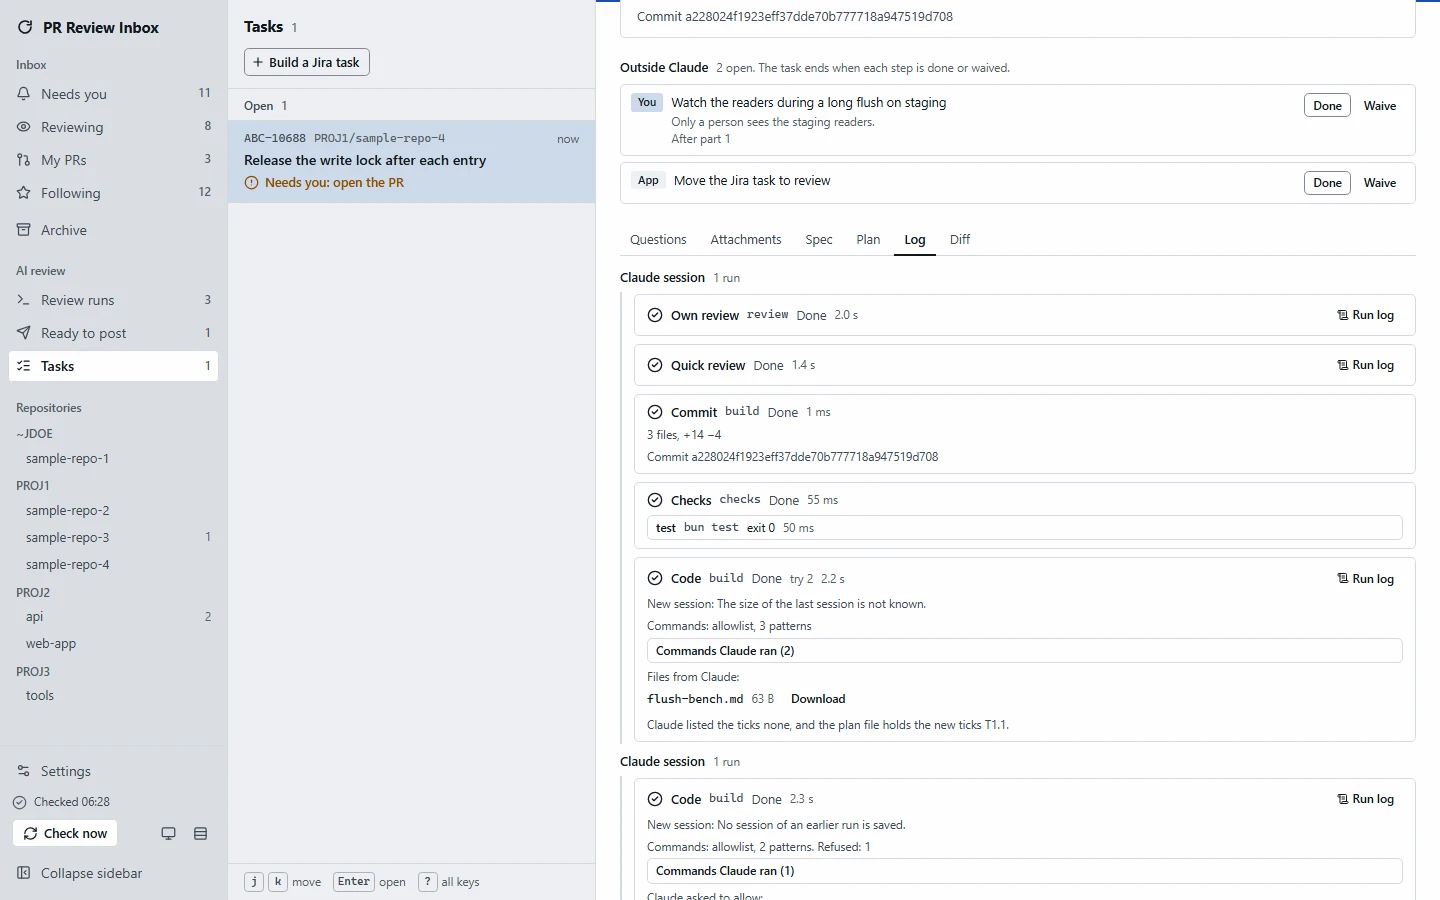 PR Review Inbox
Inbox
Needs you 11
Reviewing 8
My PRs 3
Following 12
Archive
AI review
Review runs 3
Ready to post 1
Tasks 1
Repositories
~JDOE
sample-repo-1
PROJ1
sample-repo-2
sample-repo-3 1
sample-repo-4
PROJ2
api 2
web-app
PROJ3
tools
Settings
Checked 06:28
Check now
Collapse sidebar
Tasks 1
+ Build a Jira task
Open 1
ABC-10688 PROJ1/sample-repo-4 now
Release the write lock after each entry
Needs you: open the PR
j k move Enter open ? all keys
Commit a228024f1923eff37dde70b777718a947519d708
Outside Claude 2 open. The task ends when each step is done or waived.
You Watch the readers during a long flush on staging Done Waive
Only a person sees the staging readers.
After part 1
App Move the Jira task to review Done Waive
Questions Attachments Spec Plan Log Diff
Claude session 1 run
Own review review Done 2.0 s Run log
Quick review Done 1.4 s Run log
Commit build Done 1 ms
3 files, +14 −4
Commit a228024f1923eff37dde70b777718a947519d708
Checks checks Done 55 ms
test bun test exit 0 50 ms
Code build Done try 2 2.2 s Run log
New session: The size of the last session is not known.
Commands: allowlist, 3 patterns
Commands Claude ran (2)
Files from Claude:
flush-bench.md 63 B Download
Claude listed the ticks none, and the plan file holds the new ticks T1.1.
Claude session 1 run
Code build Done 2.3 s Run log
New session: No session of an earlier run is saved.
Commands: allowlist, 2 patterns. Refused: 1
Commands Claude ran (1)
Claude asked to allow: